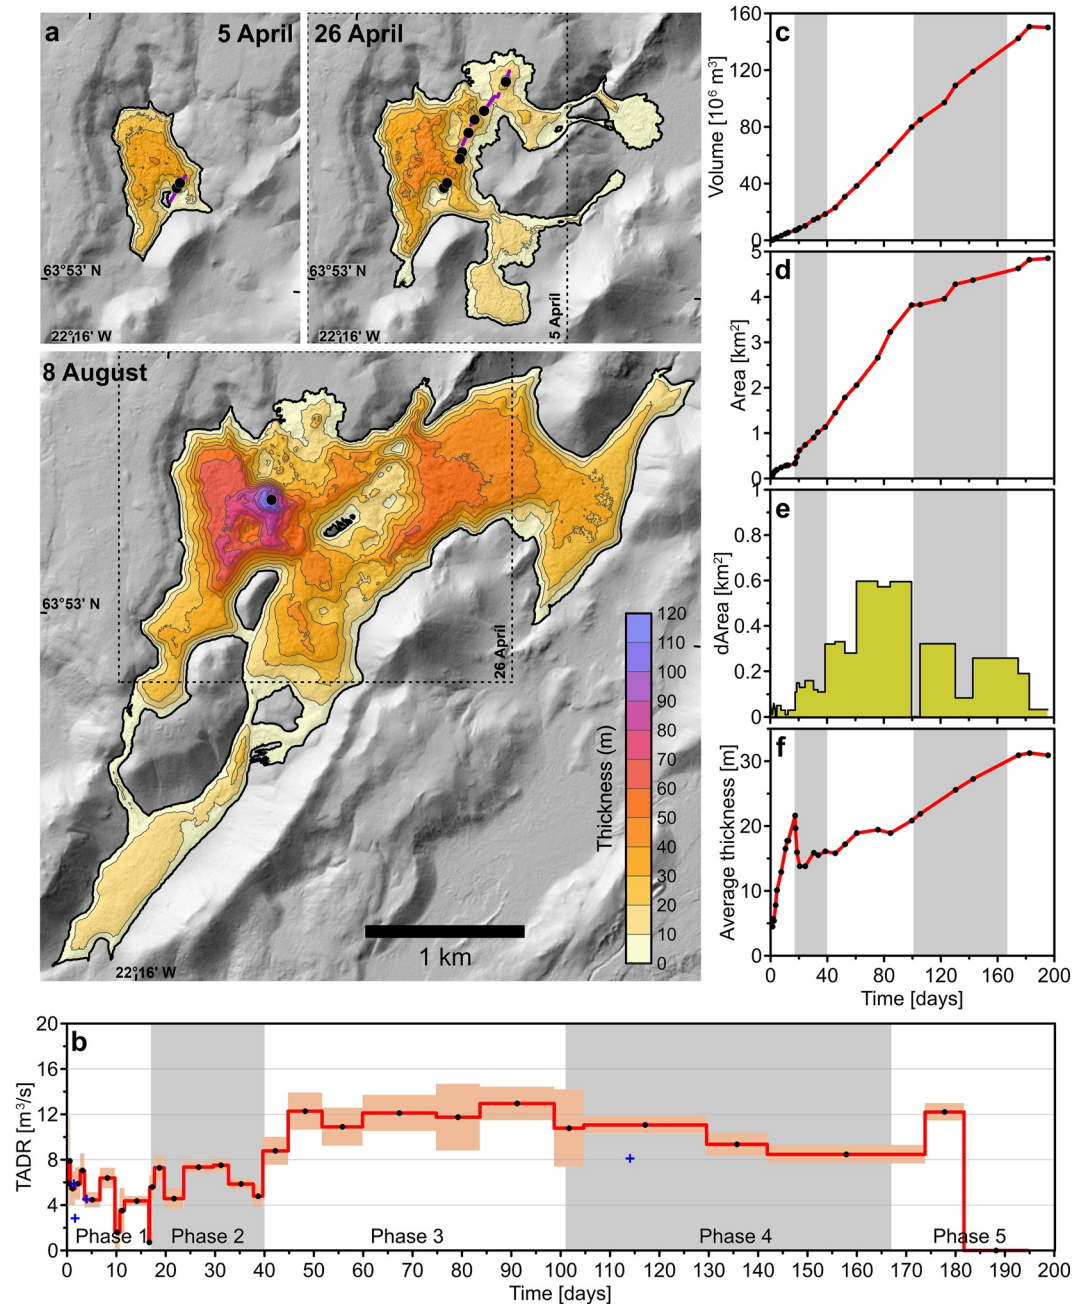 a
5 April
26 April
63°53' N
22°16' W
63°53' N
22°16' W
5 April
8 August
63°53' N
26 April
22°16' W
1 km
Thickness (m)
120
110
100
90
80
70
60
50
40
30
20
10
0
c
Volume [10⁶ m³]
160
120
80
40
0
d
Area [km²]
5
4
3
2
1
0
e
dArea [km²]
1
0.8
0.6
0.4
0.2
0
f
Average thickness [m]
30
20
10
0
0 40 80 120 160 200
Time [days]
b
TADR [m³/s]
20
16
12
8
4
0
Phase 1 Phase 2 Phase 3 Phase 4 Phase 5
0 10 20 30 40 50 60 70 80 90 100 110 120 130 140 150 160 170 180 190 200
Time [days]